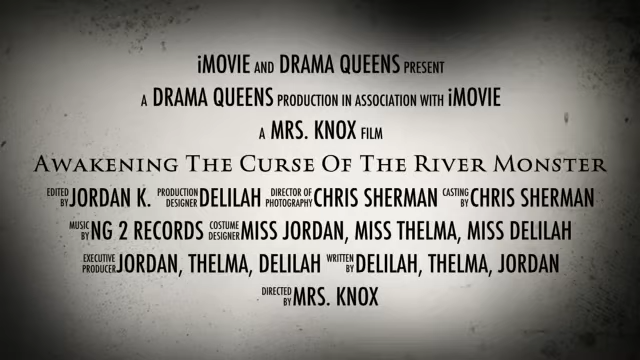 iMOVIE AND DRAMA QUEENS PRESENT
A DRAMA QUEENS PRODUCTION IN ASSOCIATION WITH iMOVIE
A MRS. KNOX FILM
AWAKENING THE CURSE OF THE RIVER MONSTER
EDITED BY JORDAN K. PRODUCTION DESIGNER DELILAH DIRECTOR OF PHOTOGRAPHY CHRIS SHERMAN CASTING BY CHRIS SHERMAN
MUSIC BY NG 2 RECORDS COSTUME DESIGNER MISS JORDAN, MISS THELMA, MISS DELILAH
EXECUTIVE PRODUCER JORDAN, THELMA, DELILAH WRITTEN BY DELILAH, THELMA, JORDAN
DIRECTED BY MRS. KNOX